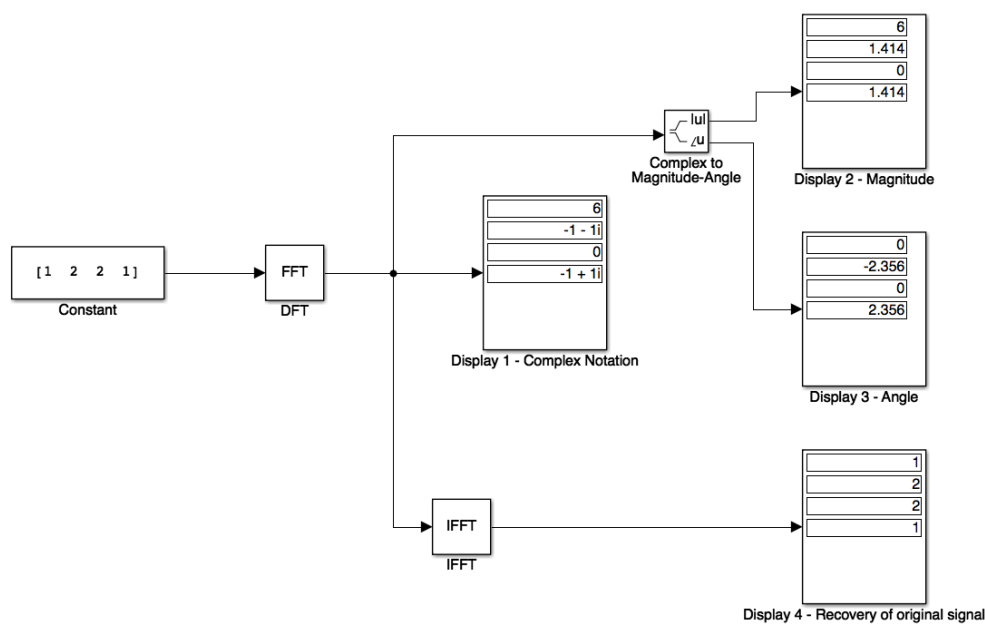 6
1.414
0
1.414
Display 2 - Magnitude
|u|
∠u
Complex to
Magnitude-Angle
6
-1 - 1i
0
-1 + 1i
Display 1 - Complex Notation
[1 2 2 1]
Constant
FFT
DFT
0
-2.356
0
2.356
Display 3 - Angle
IFFT
IFFT
1
2
2
1
Display 4 - Recovery of original signal